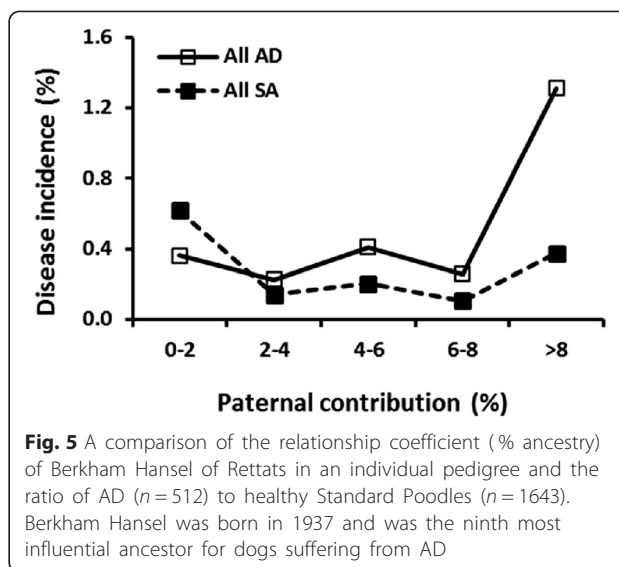 1.6
All AD
All SA
1.2
0.8
0.4
0.0
Disease incidence (%)
0-2 2-4 4-6 6-8 >8
Paternal contribution (%)
Fig. 5 A comparison of the relationship coefficient (% ancestry)
of Berkham Hansel of Rettats in an individual pedigree and the
ratio of AD (n = 512) to healthy Standard Poodles (n = 1643).
Berkham Hansel was born in 1937 and was the ninth most
influential ancestor for dogs suffering from AD